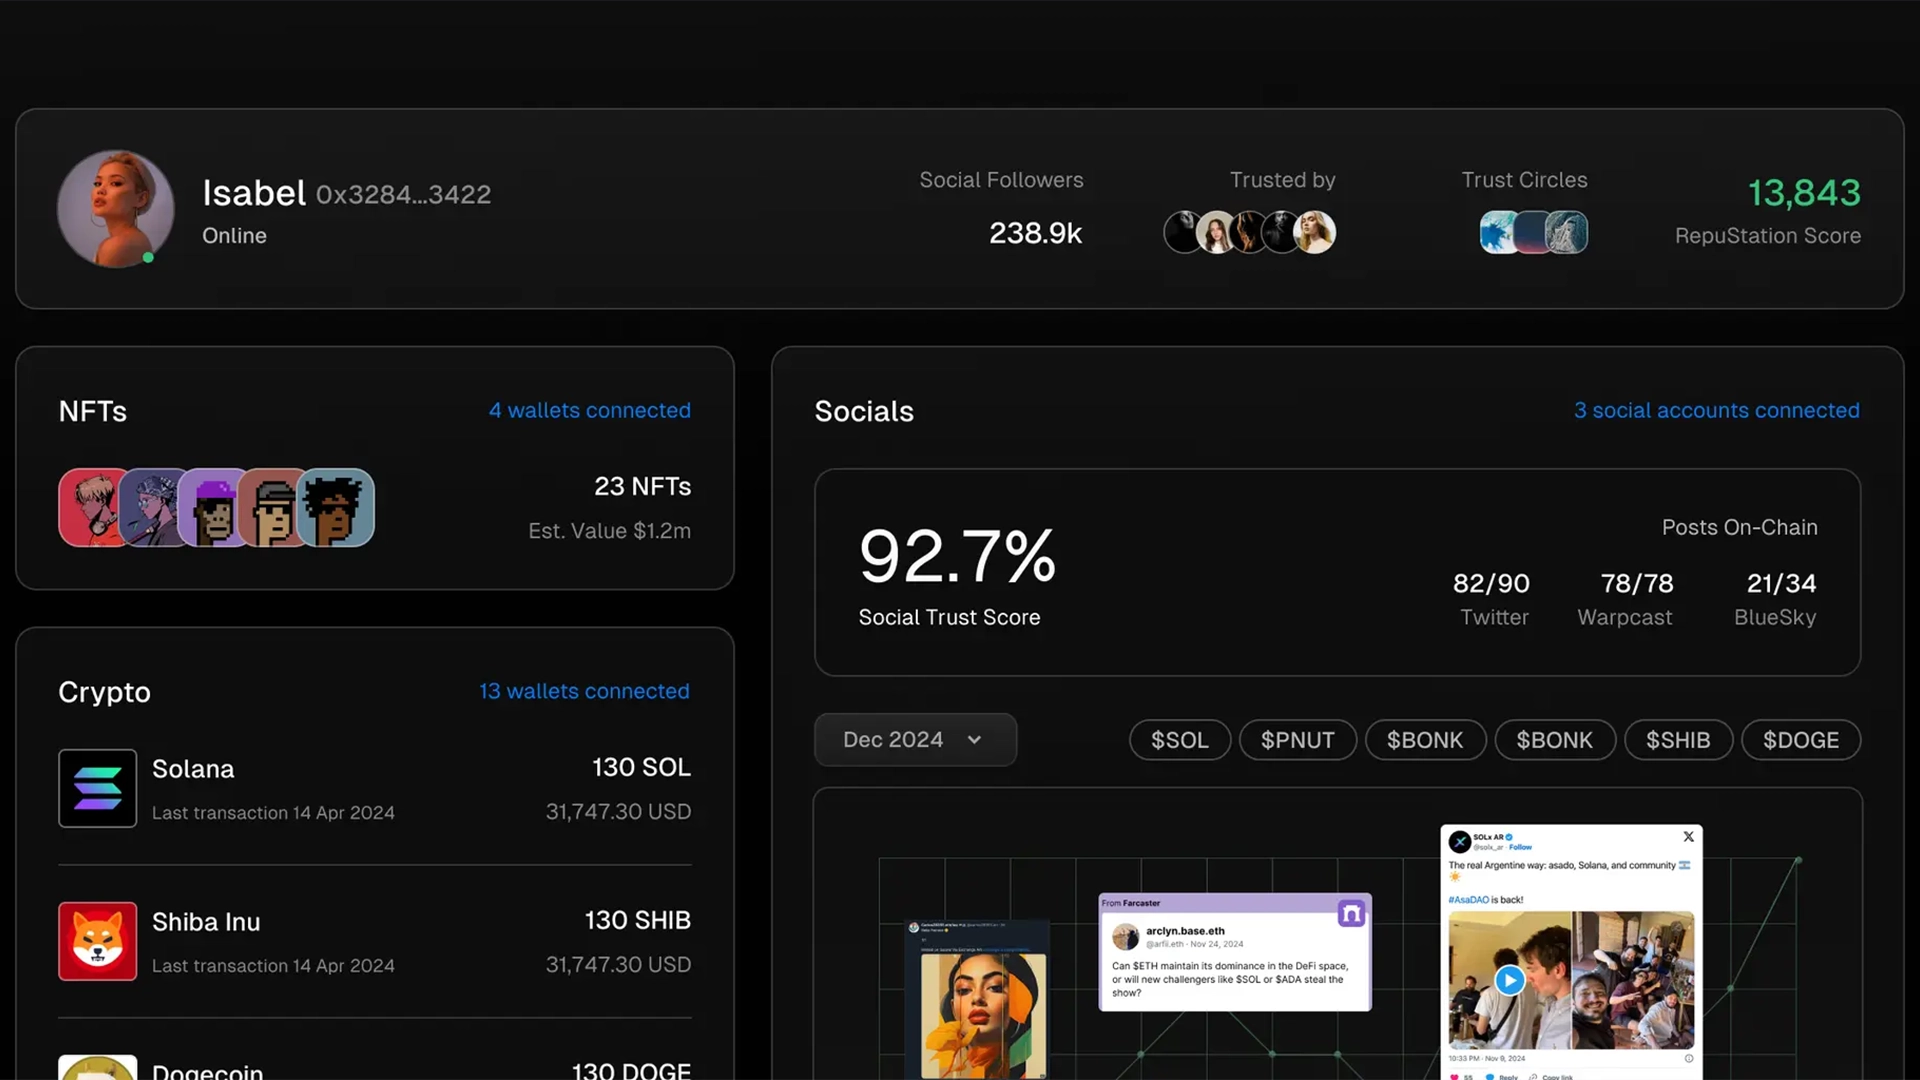 Isabel 0x3284...3422
Online
Social Followers
238.9k
Trusted by
Trust Circles
13,843
RepuStation Score
NFTs
4 wallets connected
23 NFTs
Est. Value $1.2m
Crypto
13 wallets connected
Solana
130 SOL
Last transaction 14 Apr 2024
31,747.30 USD
Shiba Inu
130 SHIB
Last transaction 14 Apr 2024
31,747.30 USD
Dogecoin
130 DOGE
Socials
3 social accounts connected
92.7%
Social Trust Score
Posts On-Chain
82/90
Twitter
78/78
Warpcast
21/34
BlueSky
Dec 2024
$SOL
$PNUT
$BONK
$BONK
$SHIB
$DOGE
From Farcaster
arclyn.base.eth
@arfii.eth · Nov 24, 2024
Can $ETH maintain its dominance in the DeFi space,
or will new challengers like $SOL or $ADA steal the
show?
SOLx AR
@solx_ar · Follow
The real Argentine way: asado, Solana, and community
#AsaDAO is back!
10:33 PM · Nov 9, 2024
55
Reply
Copy link